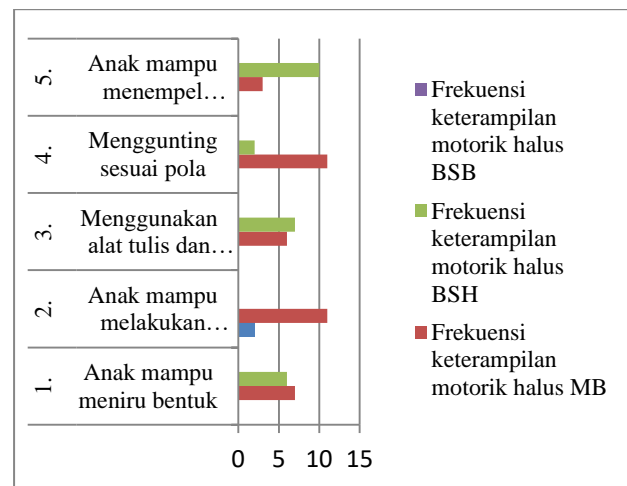 5.
Anak mampu
menempel…
4.
Menggunting
sesuai pola
3.
Menggunakan
alat tulis dan…
2.
Anak mampu
melakukan…
1.
Anak mampu
meniru bentuk
0 5 10 15
Frekuensi
keterampilan
motorik halus
BSB
Frekuensi
keterampilan
motorik halus
BSH
Frekuensi
keterampilan
motorik halus MB